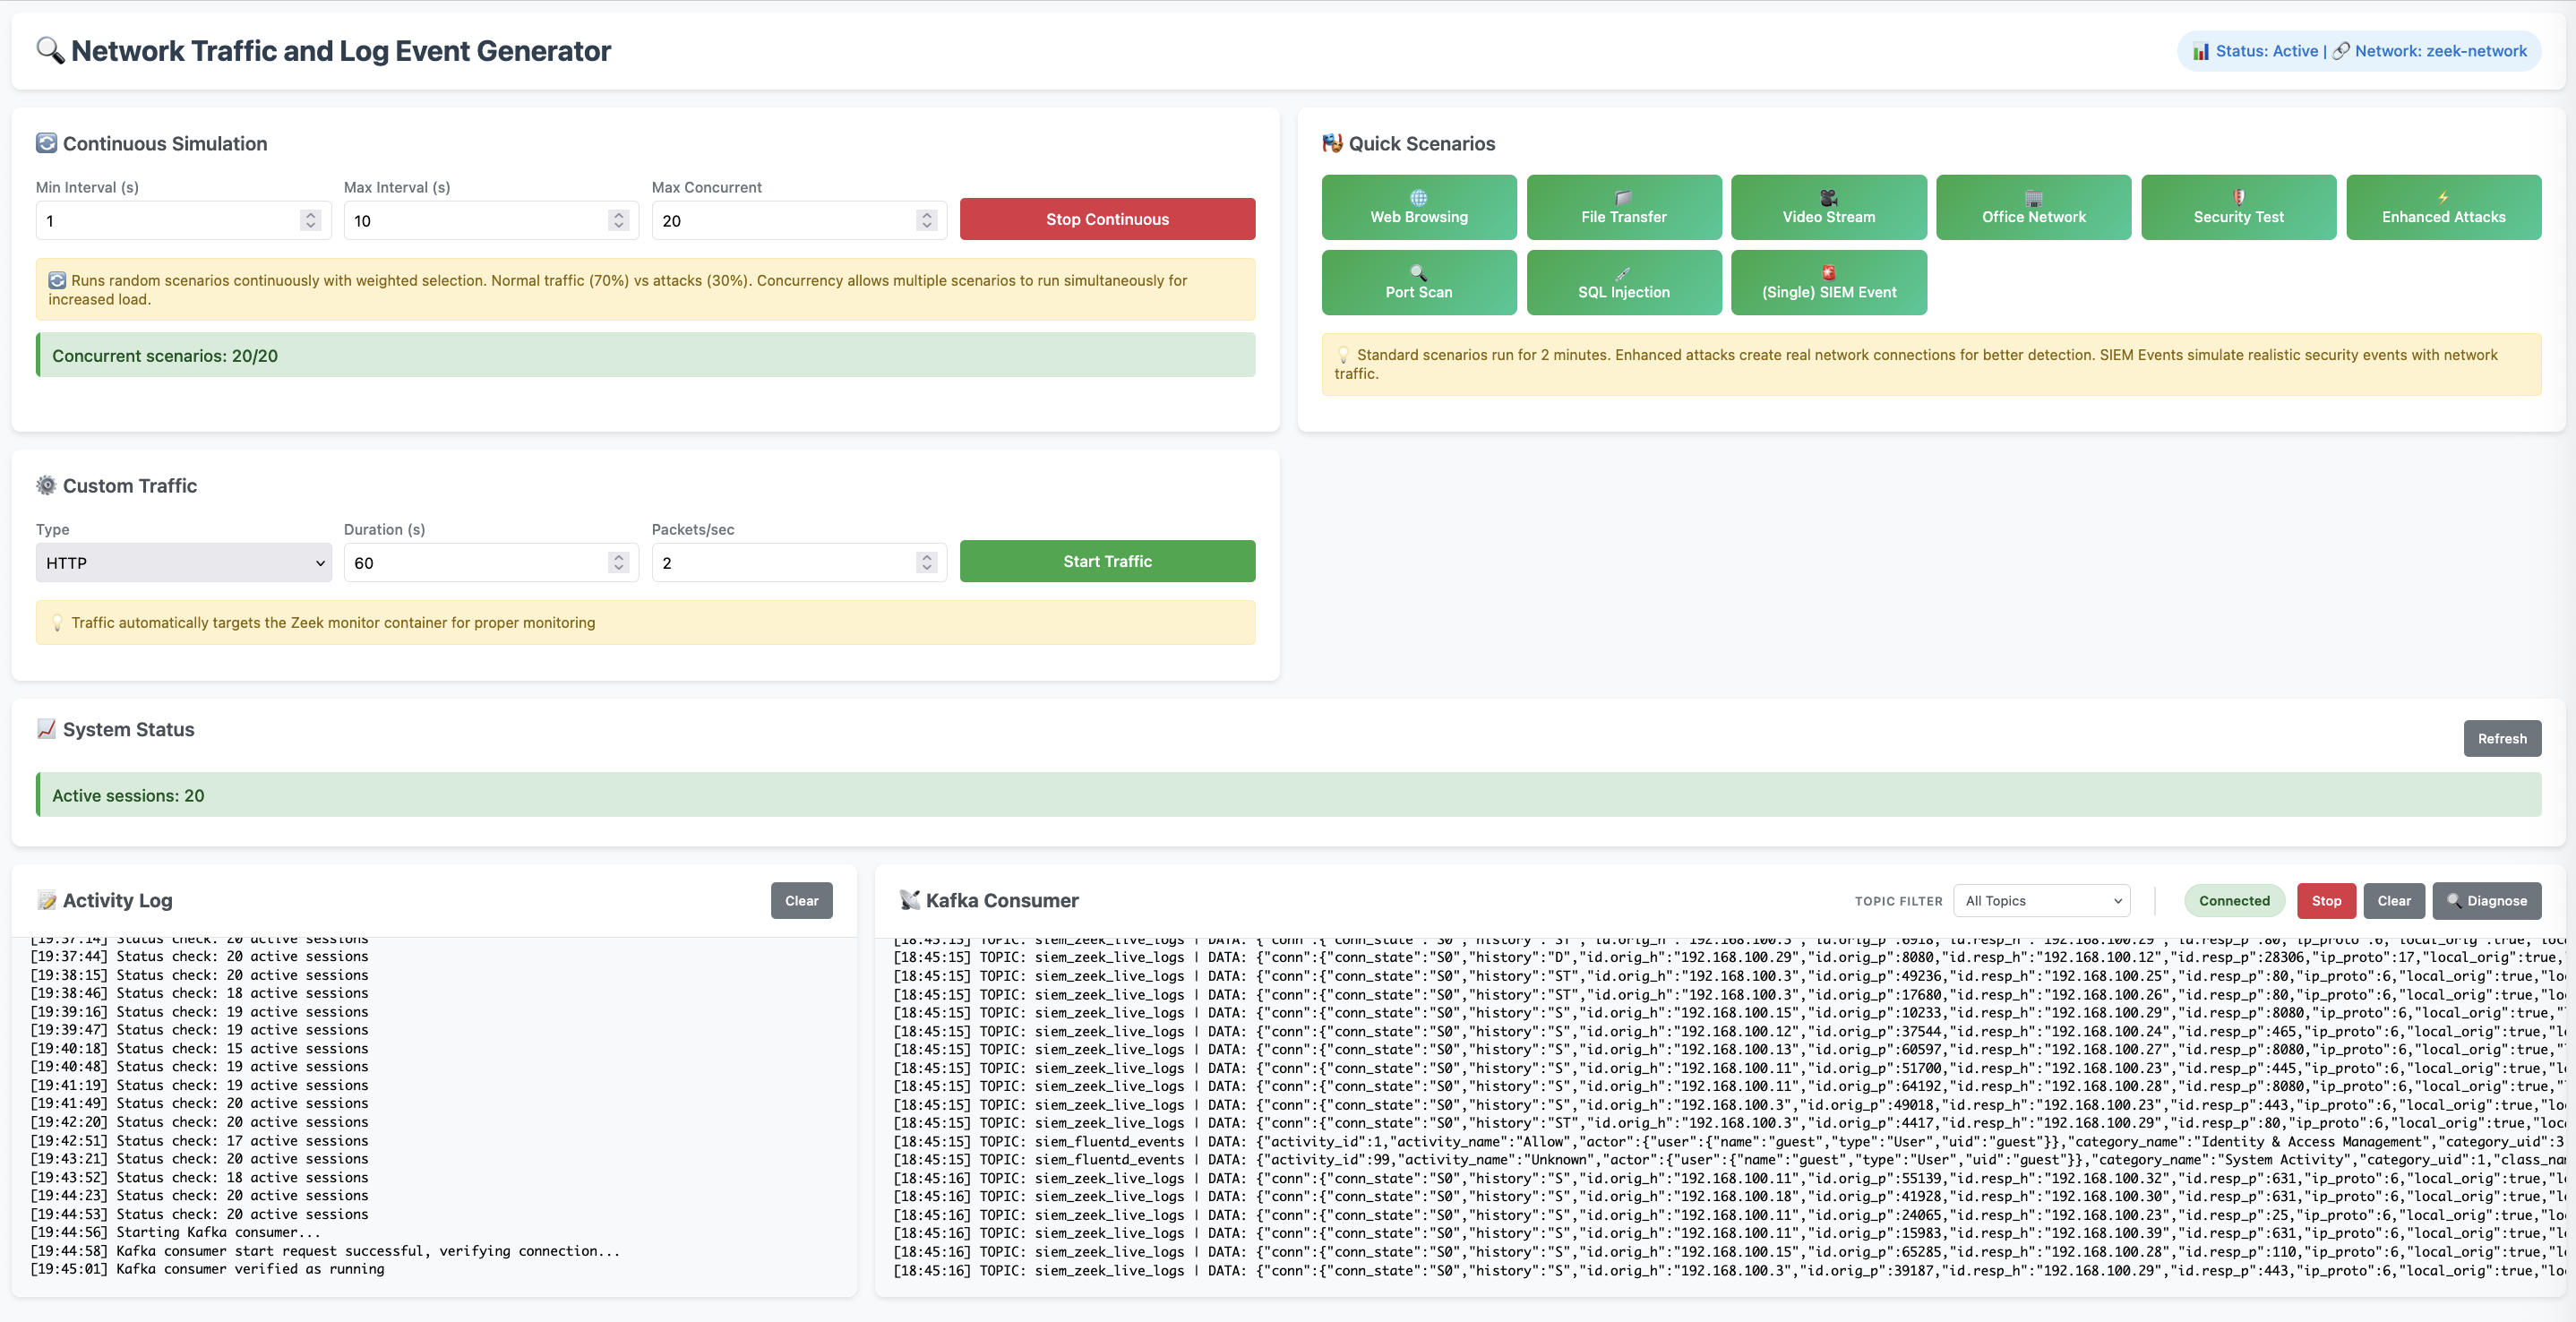 🔍 Network Traffic and Log Event Generator
📊 Status: Active | 🔗 Network: zeek-network
🔄 Continuous Simulation
Min Interval (s)
Max Interval (s)
Max Concurrent
1
10
20
Stop Continuous
🔄 Runs random scenarios continuously with weighted selection. Normal traffic (70%) vs attacks (30%). Concurrency allows multiple scenarios to run simultaneously for
increased load.
Concurrent scenarios: 20/20
🎭 Quick Scenarios
Web Browsing
File Transfer
Video Stream
Office Network
Security Test
Enhanced Attacks
Port Scan
SQL Injection
(Single) SIEM Event
💡 Standard scenarios run for 2 minutes. Enhanced attacks create real network connections for better detection. SIEM Events simulate realistic security events with network
traffic.
⚙️ Custom Traffic
Type
Duration (s)
Packets/sec
HTTP
60
2
Start Traffic
💡 Traffic automatically targets the Zeek monitor container for proper monitoring
📈 System Status
Refresh
Active sessions: 20
📝 Activity Log
Clear
[19:37:14] Status check: 20 active sessions
[19:37:44] Status check: 20 active sessions
[19:38:15] Status check: 20 active sessions
[19:38:46] Status check: 18 active sessions
[19:39:16] Status check: 19 active sessions
[19:39:47] Status check: 19 active sessions
[19:40:18] Status check: 15 active sessions
[19:40:48] Status check: 19 active sessions
[19:41:19] Status check: 19 active sessions
[19:41:49] Status check: 20 active sessions
[19:42:20] Status check: 20 active sessions
[19:42:51] Status check: 17 active sessions
[19:43:21] Status check: 20 active sessions
[19:43:52] Status check: 18 active sessions
[19:44:23] Status check: 20 active sessions
[19:44:53] Status check: 20 active sessions
[19:44:56] Starting Kafka consumer...
[19:44:58] Kafka consumer start request successful, verifying connection...
[19:45:01] Kafka consumer verified as running
📡 Kafka Consumer
TOPIC FILTER
All Topics
Connected
Stop
Clear
🔍 Diagnose
[18:45:15] TOPIC: siem_zeek_live_logs | DATA: {"conn":{"conn_state":"S0","history":"ST","id.orig_h":"192.168.100.3","id.orig_p":6918,"id.resp_h":"192.168.100.29","id.resp_p":80,"ip_proto":6,"local_orig":true,
[18:45:15] TOPIC: siem_zeek_live_logs | DATA: {"conn":{"conn_state":"S0","history":"D","id.orig_h":"192.168.100.29","id.orig_p":8080,"id.resp_h":"192.168.100.12","id.resp_p":28306,"ip_proto":17,"local_orig":true,
[18:45:15] TOPIC: siem_zeek_live_logs | DATA: {"conn":{"conn_state":"S0","history":"ST","id.orig_h":"192.168.100.3","id.orig_p":49236,"id.resp_h":"192.168.100.25","id.resp_p":80,"ip_proto":6,"local_orig":true,"lo
[18:45:15] TOPIC: siem_zeek_live_logs | DATA: {"conn":{"conn_state":"S0","history":"ST","id.orig_h":"192.168.100.3","id.orig_p":17680,"id.resp_h":"192.168.100.26","id.resp_p":80,"ip_proto":6,"local_orig":true,"lo
[18:45:15] TOPIC: siem_zeek_live_logs | DATA: {"conn":{"conn_state":"S0","history":"S","id.orig_h":"192.168.100.15","id.orig_p":10233,"id.resp_h":"192.168.100.29","id.resp_p":8080,"ip_proto":6,"local_orig":true,"
[18:45:15] TOPIC: siem_zeek_live_logs | DATA: {"conn":{"conn_state":"S0","history":"S","id.orig_h":"192.168.100.12","id.orig_p":37544,"id.resp_h":"192.168.100.24","id.resp_p":465,"ip_proto":6,"local_orig":true,"l
[18:45:15] TOPIC: siem_zeek_live_logs | DATA: {"conn":{"conn_state":"S0","history":"S","id.orig_h":"192.168.100.13","id.orig_p":60597,"id.resp_h":"192.168.100.27","id.resp_p":8080,"ip_proto":6,"local_orig":true,"
[18:45:15] TOPIC: siem_zeek_live_logs | DATA: {"conn":{"conn_state":"S0","history":"S","id.orig_h":"192.168.100.11","id.orig_p":51700,"id.resp_h":"192.168.100.23","id.resp_p":445,"ip_proto":6,"local_orig":true,"l
[18:45:15] TOPIC: siem_zeek_live_logs | DATA: {"conn":{"conn_state":"S0","history":"S","id.orig_h":"192.168.100.11","id.orig_p":64192,"id.resp_h":"192.168.100.28","id.resp_p":8080,"ip_proto":6,"local_orig":true,"
[18:45:15] TOPIC: siem_zeek_live_logs | DATA: {"conn":{"conn_state":"S0","history":"S","id.orig_h":"192.168.100.3","id.orig_p":49018,"id.resp_h":"192.168.100.23","id.resp_p":443,"ip_proto":6,"local_orig":true,"lo
[18:45:15] TOPIC: siem_zeek_live_logs | DATA: {"conn":{"conn_state":"S0","history":"ST","id.orig_h":"192.168.100.3","id.orig_p":4417,"id.resp_h":"192.168.100.29","id.resp_p":80,"ip_proto":6,"local_orig":true,"loc
[18:45:15] TOPIC: siem_fluentd_events | DATA: {"activity_id":1,"activity_name":"Allow","actor":{"user":{"name":"guest","type":"User","uid":"guest"}},"category_name":"Identity & Access Management","category_uid":3
[18:45:15] TOPIC: siem_fluentd_events | DATA: {"activity_id":99,"activity_name":"Unknown","actor":{"user":{"name":"guest","type":"User","uid":"guest"}},"category_name":"System Activity","category_uid":1,"class_na
[18:45:16] TOPIC: siem_zeek_live_logs | DATA: {"conn":{"conn_state":"S0","history":"S","id.orig_h":"192.168.100.11","id.orig_p":55139,"id.resp_h":"192.168.100.32","id.resp_p":631,"ip_proto":6,"local_orig":true,"l
[18:45:16] TOPIC: siem_zeek_live_logs | DATA: {"conn":{"conn_state":"S0","history":"S","id.orig_h":"192.168.100.18","id.orig_p":41928,"id.resp_h":"192.168.100.30","id.resp_p":631,"ip_proto":6,"local_orig":true,"l
[18:45:16] TOPIC: siem_zeek_live_logs | DATA: {"conn":{"conn_state":"S0","history":"S","id.orig_h":"192.168.100.11","id.orig_p":24065,"id.resp_h":"192.168.100.23","id.resp_p":25,"ip_proto":6,"local_orig":true,"lo
[18:45:16] TOPIC: siem_zeek_live_logs | DATA: {"conn":{"conn_state":"S0","history":"S","id.orig_h":"192.168.100.11","id.orig_p":15983,"id.resp_h":"192.168.100.39","id.resp_p":631,"ip_proto":6,"local_orig":true,"l
[18:45:16] TOPIC: siem_zeek_live_logs | DATA: {"conn":{"conn_state":"S0","history":"S","id.orig_h":"192.168.100.15","id.orig_p":65285,"id.resp_h":"192.168.100.28","id.resp_p":110,"ip_proto":6,"local_orig":true,"l
[18:45:16] TOPIC: siem_zeek_live_logs | DATA: {"conn":{"conn_state":"S0","history":"S","id.orig_h":"192.168.100.3","id.orig_p":39187,"id.resp_h":"192.168.100.29","id.resp_p":443,"ip_proto":6,"local_orig":true,"lo